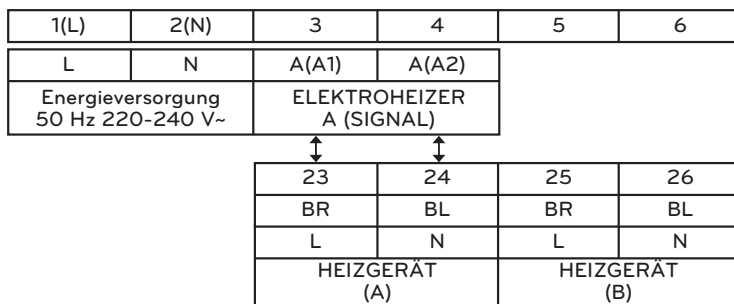 1(L) 2(N) 3 4 5 6
L N A(A1) A(A2)
Energieversorgung ELEKTROHEIZER
50 Hz 220-240 V~ A (SIGNAL)
23 24 25 26
BR BL BR BL
L N L N
HEIZGERÄT HEIZGERÄT
(A) (B)